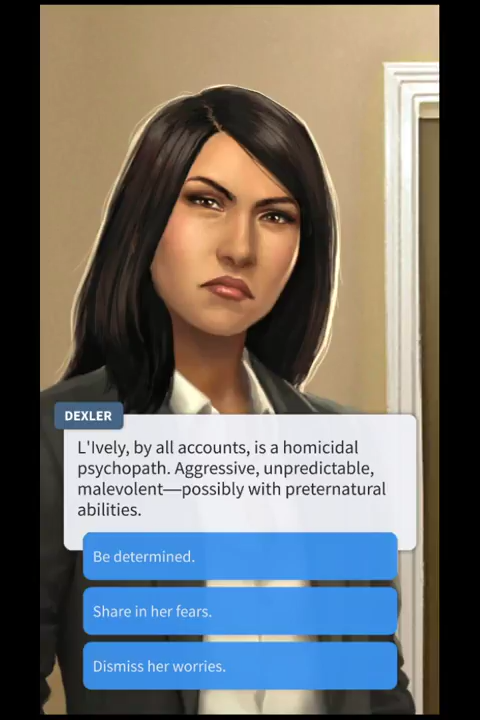 DEXLER
L'Ively, by all accounts, is a homicidal
psychopath. Aggressive, unpredictable,
malevolent—possibly with preternatural
abilities.
Be determined.
Share in her fears.
Dismiss her worries.